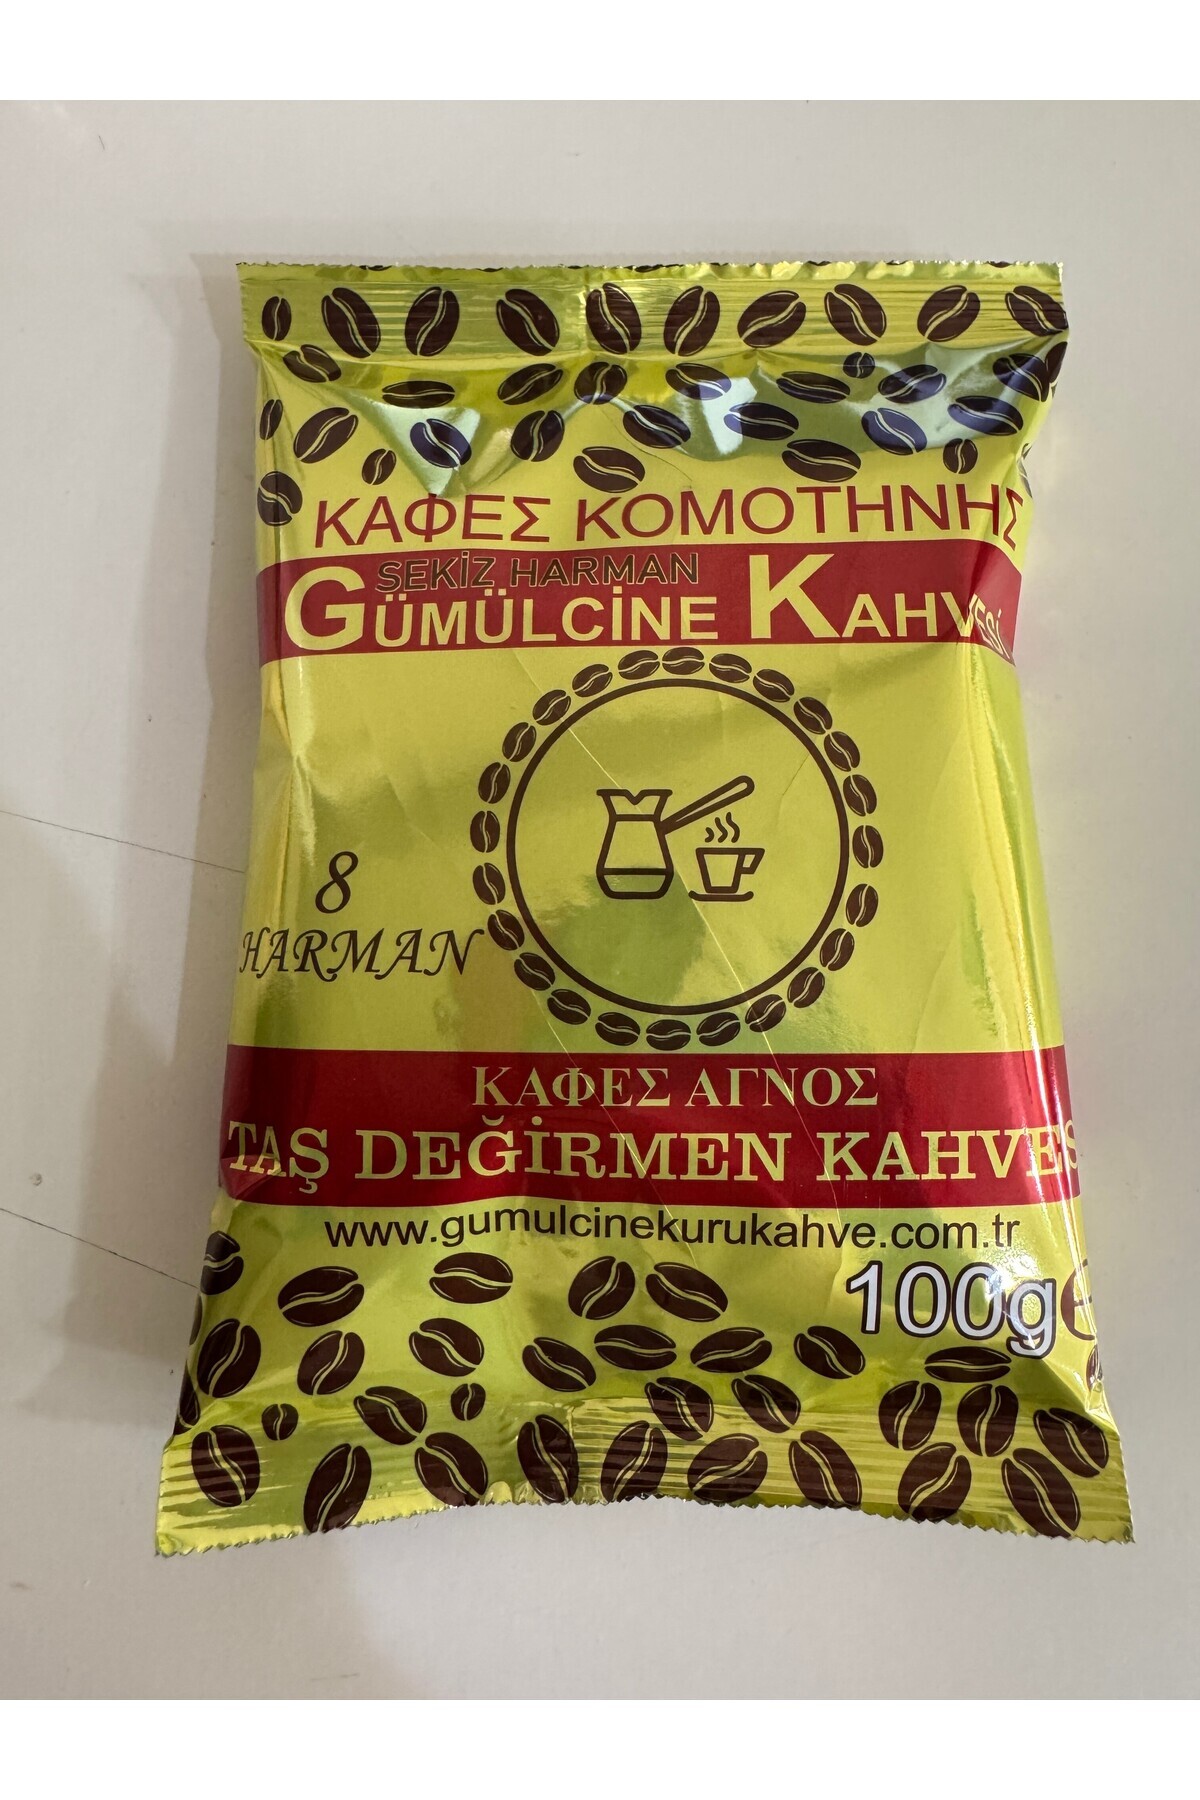 ΚΑΦΕΣ ΚΟΜΟΤΗΝΗΣ
SEKİZ HARMAN
GÜMÜLCİNE KAHVESİ
8
HARMAN
ΚΑΦΕΣ ΑΓΝΟΣ
TAŞ DEĞİRMEN KAHVES
www.gumulcinekurukahve.com.tr
100g e